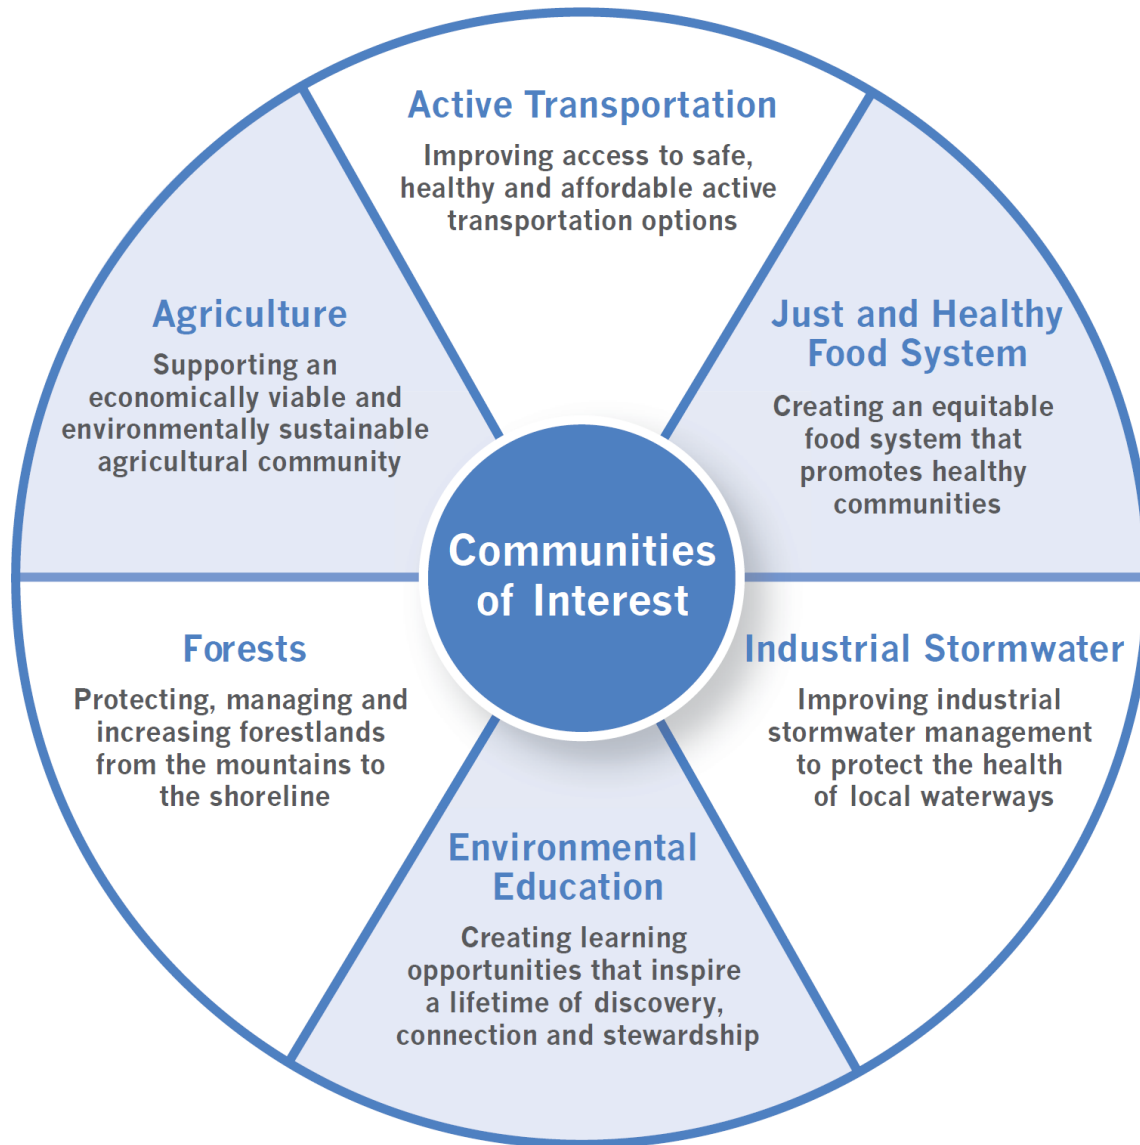 Active Transportation
Improving access to safe,
healthy and affordable active
transportation options
Just and Healthy
Food System
Creating an equitable
food system that
promotes healthy
communities
Industrial Stormwater
Improving industrial
stormwater management
to protect the health
of local waterways
Environmental
Education
Creating learning
opportunities that inspire
a lifetime of discovery,
connection and stewardship
Forests
Protecting, managing and
increasing forestlands
from the mountains to
the shoreline
Agriculture
Supporting an
economically viable and
environmentally sustainable
agricultural community
Communities
of Interest